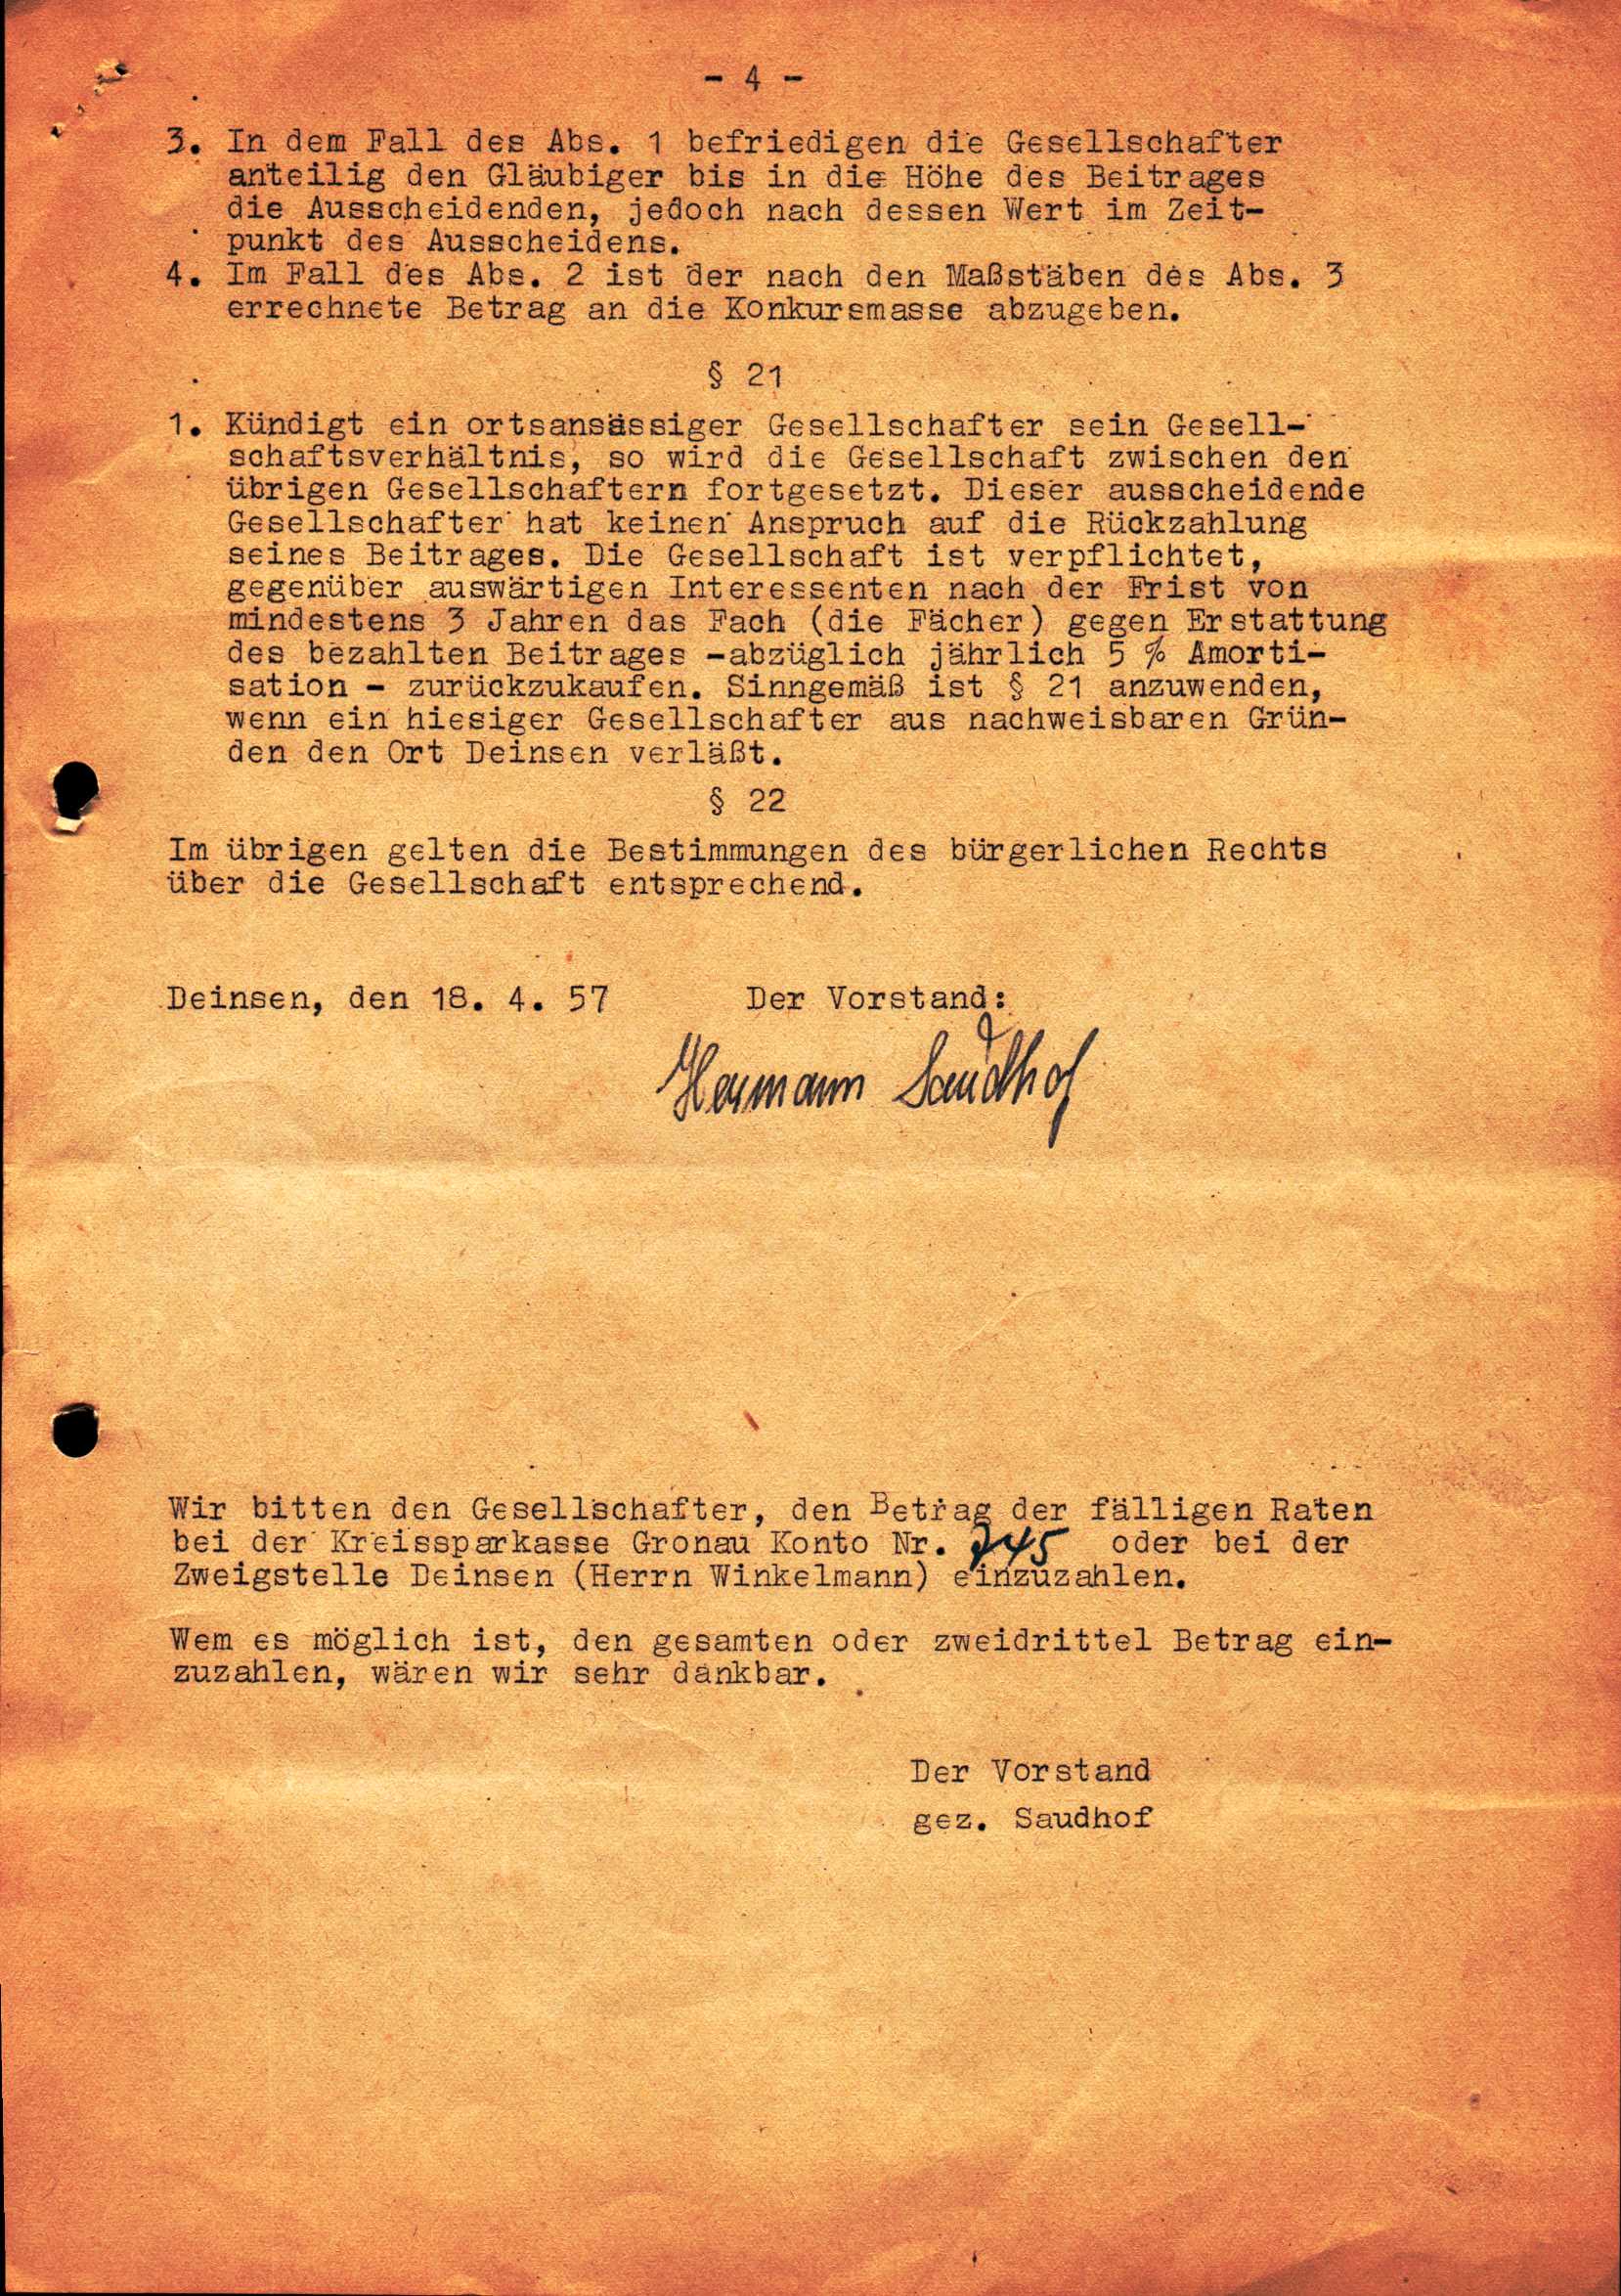 - 4 -
3. In dem Fall des Abs. 1 befriedigen die Gesellschafter
anteilig den Gläubiger bis in die Höhe des Beitrages
die Ausscheidenden, jedoch nach dessen Wert im Zeit-
punkt des Ausscheidens.
4. Im Fall des Abs. 2 ist der nach den Maßstäben des Abs. 3
errechnete Betrag an die Konkursmasse abzugeben.
§ 21
1. Kündigt ein ortsansässiger Gesellschafter sein Gesell-
schaftsverhältnis, so wird die Gesellschaft zwischen den
übrigen Gesellschaftern fortgesetzt. Dieser ausscheidende
Gesellschafter hat keinen Anspruch auf die Rückzahlung
seines Beitrages. Die Gesellschaft ist verpflichtet,
gegenüber auswärtigen Interessenten nach der Frist von
mindestens 3 Jahren das Fach (die Fächer) gegen Erstattung
des bezahlten Beitrages -abzüglich jährlich 5 % Amorti-
sation - zurückzukaufen. Sinngemäß ist § 21 anzuwenden,
wenn ein hiesiger Gesellschafter aus nachweisbaren Grün-
den den Ort Deinsen verläßt.
§ 22
Im übrigen gelten die Bestimmungen des bürgerlichen Rechts
über die Gesellschaft entsprechend.
Deinsen, den 18. 4. 57 Der Vorstand:
Hermann Saudhof
Wir bitten den Gesellschafter, den Betrag der fälligen Raten
bei der Kreissparkasse Gronau Konto Nr. oder bei der
Zweigstelle Deinsen (Herrn Winkelmann) einzuzahlen.
Wem es möglich ist, den gesamten oder zweidrittel Betrag ein-
zuzahlen, wären wir sehr dankbar.
Der Vorstand
gez. Saudhof